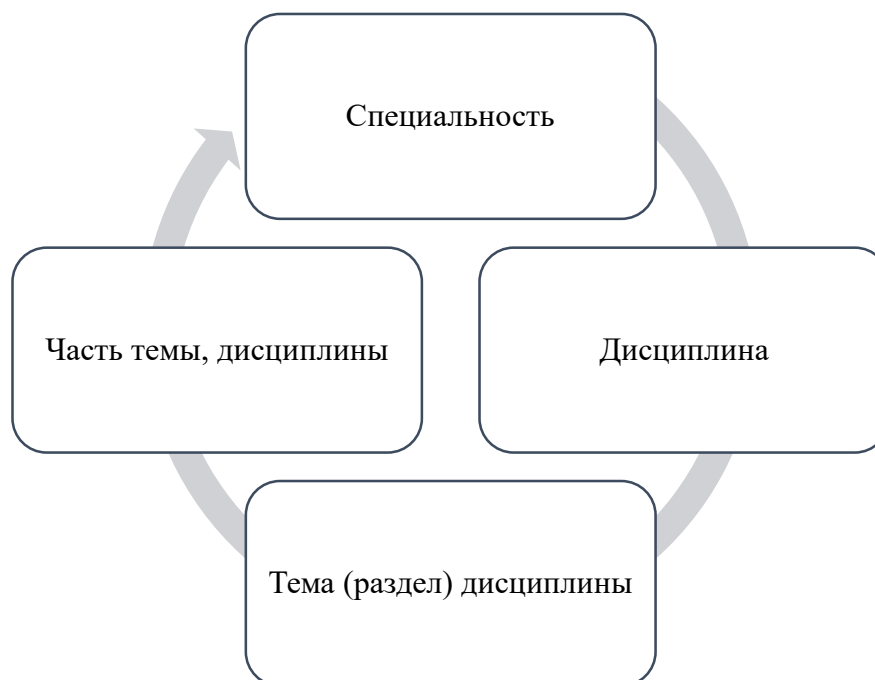 Специальность
Часть темы, дисциплины
Дисциплина
Тема (раздел) дисциплины